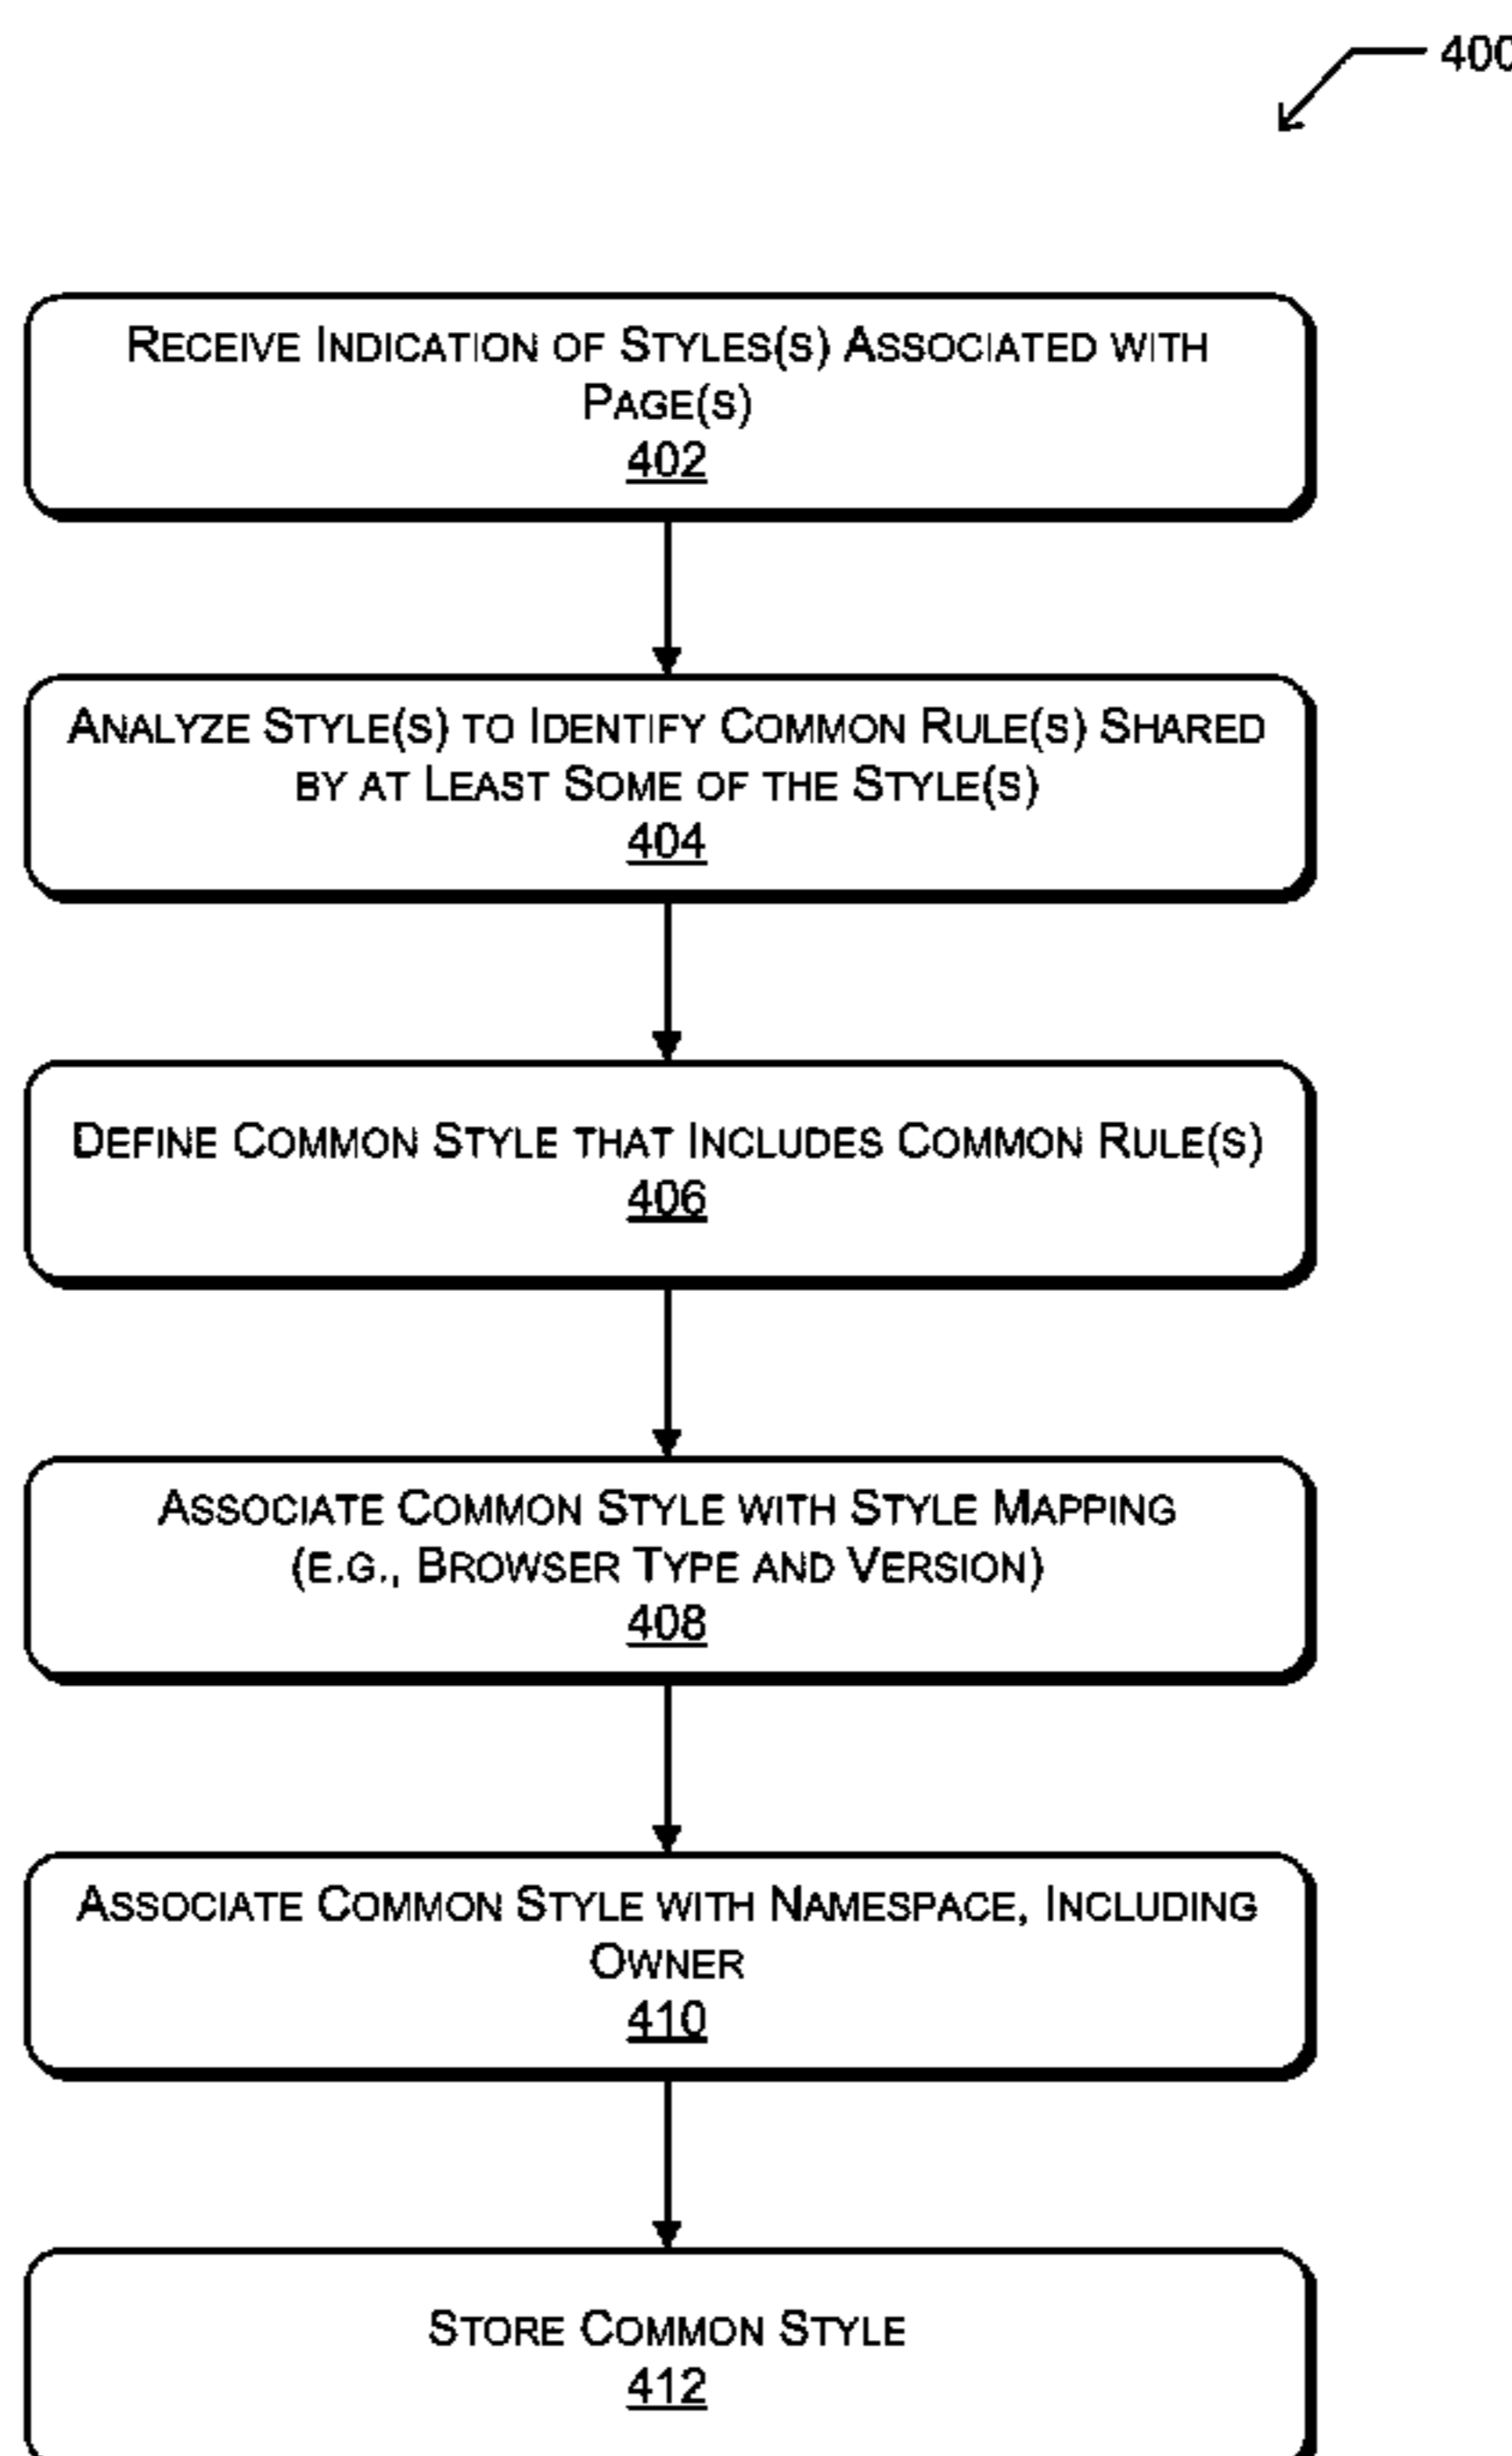 400
RECEIVE INDICATION OF STYLES(S) ASSOCIATED WITH
PAGE(S)
402
ANALYZE STYLE(S) TO IDENTIFY COMMON RULE(S) SHARED
BY AT LEAST SOME OF THE STYLE(S)
404
DEFINE COMMON STYLE THAT INCLUDES COMMON RULE(S)
406
ASSOCIATE COMMON STYLE WITH STYLE MAPPING
(E.G., BROWSER TYPE AND VERSION)
408
ASSOCIATE COMMON STYLE WITH NAMESPACE, INCLUDING
OWNER
410
STORE COMMON STYLE
412